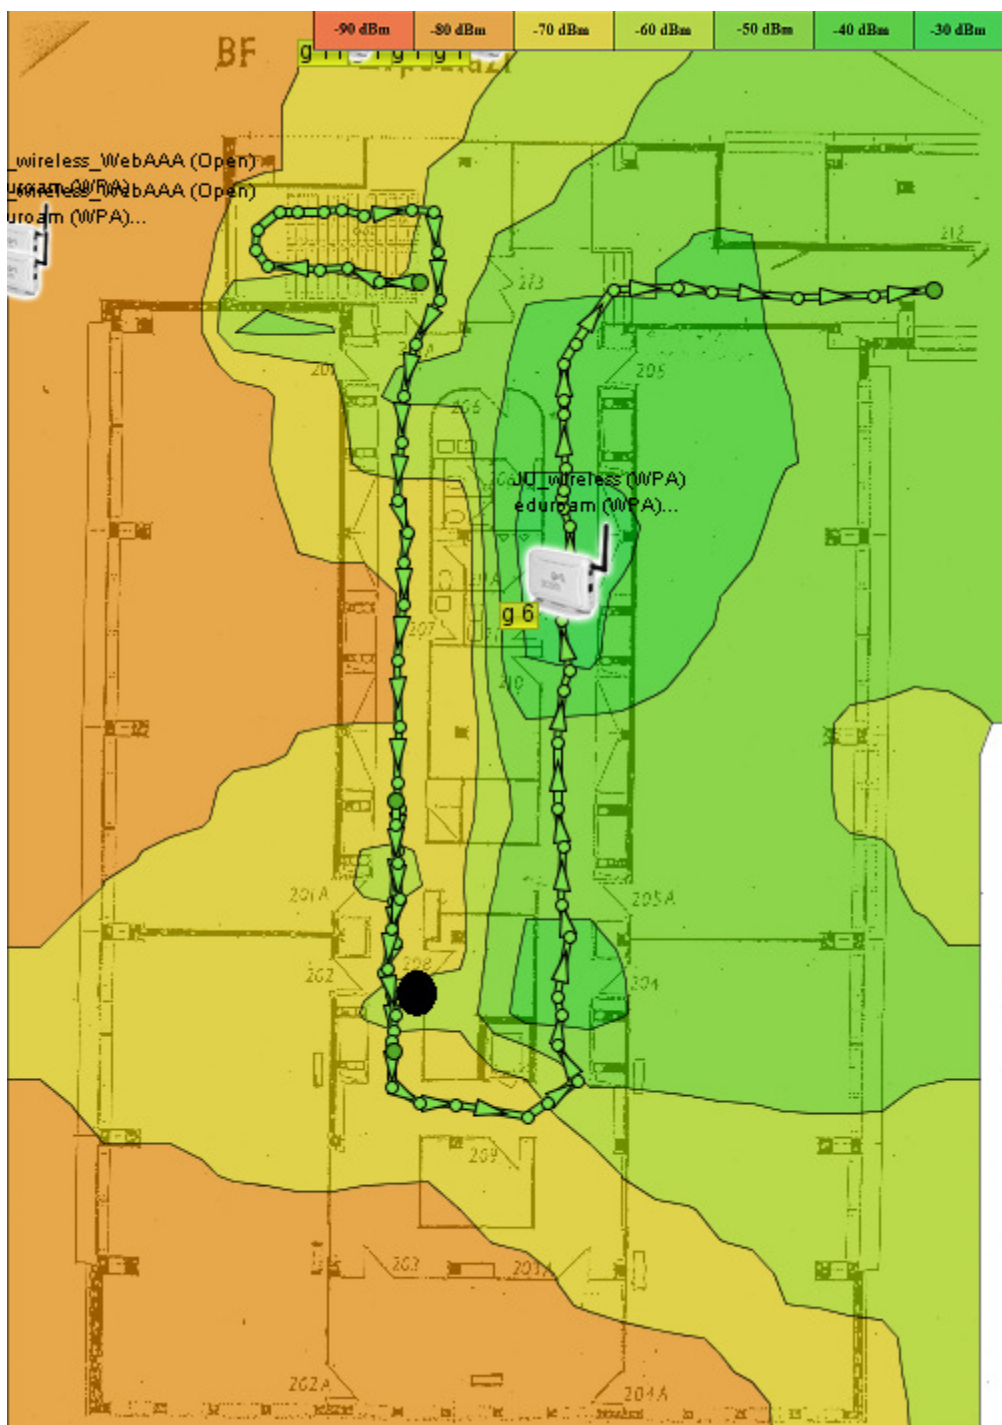 -90 dBm -80 dBm -70 dBm -60 dBm -50 dBm -40 dBm -30 dBm
BF
_wireless_WebAAA (Open)
_wireless_WebAAA (Open)
uroam (WPA)...
212
213
205
206
JU_wireless (WPA)
eduroam (WPA)...
g 6
207
210
201A
205A
202
208
204
209
203
203A
202A
204A